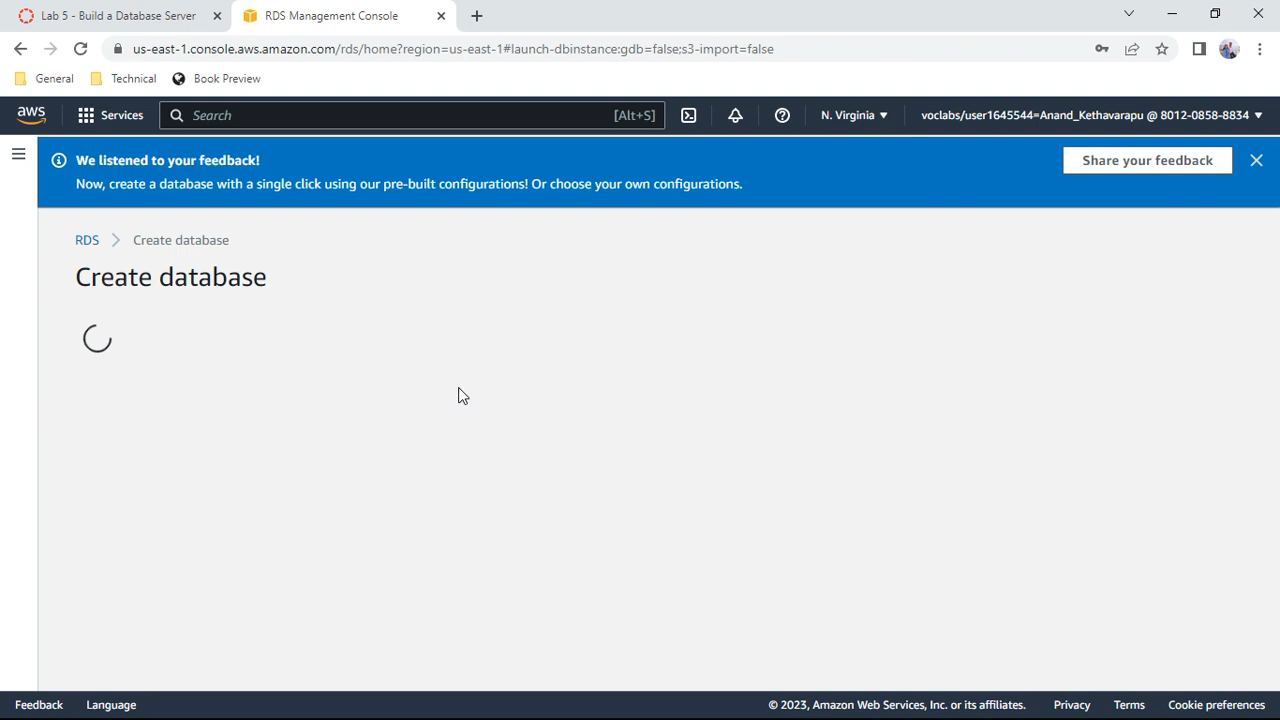 Lab 5 - Build a Database Server
RDS Management Console
us-east-1.console.aws.amazon.com/rds/home?region=us-east-1#launch-dbinstance:gdb=false;s3-import=false
General
Technical
Book Preview
aws
Services
Search
[Alt+S]
N. Virginia
voclabs/user1645544=Anand_Kethavarapu @ 8012-0858-8834
We listened to your feedback!
Now, create a database with a single click using our pre-built configurations! Or choose your own configurations.
Share your feedback
RDS
Create database
Create database
Feedback
Language
© 2023, Amazon Web Services, Inc. or its affiliates.
Privacy
Terms
Cookie preferences